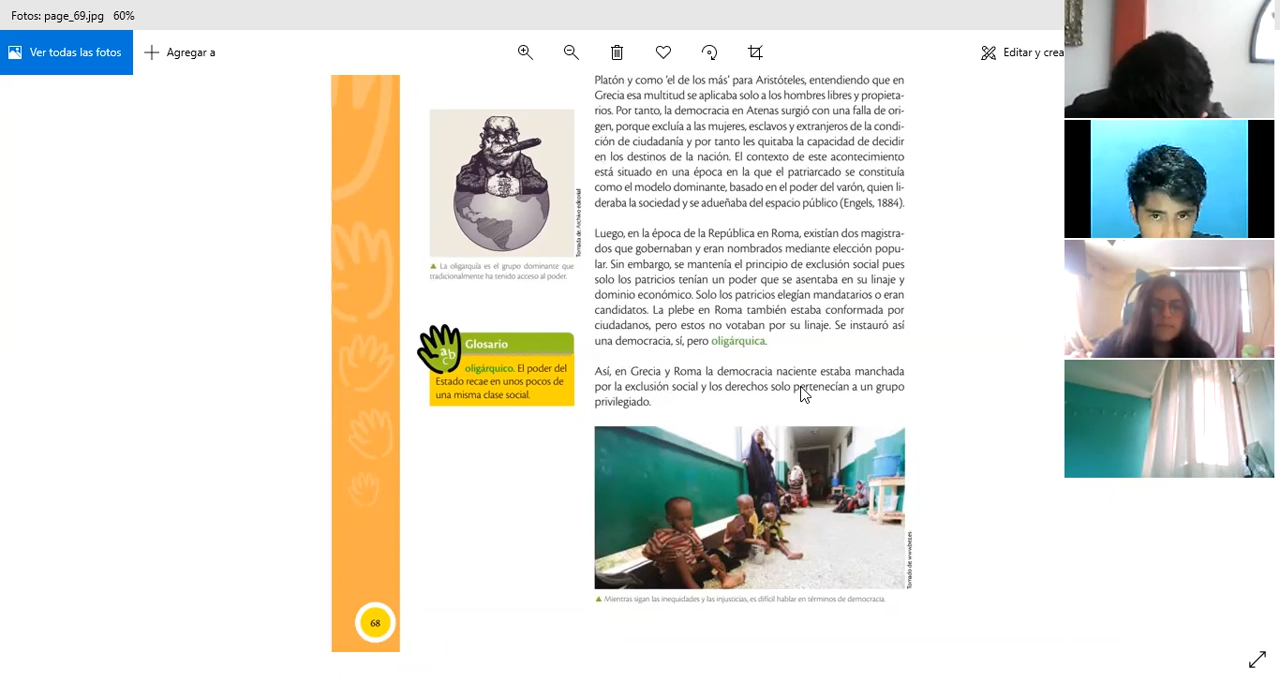 Fotos: page_69.jpg 60%
Ver todas las fotos
Agregar a
Editar y crea
Platón y como 'el de los más' para Aristóteles, entendiendo que en
Grecia esa multitud se aplicaba solo a los hombres libres y propieta-
rios. Por tanto, la democracia en Atenas surgió con una falla de ori-
gen, porque excluía a las mujeres, esclavos y extranjeros de la condi-
ción de ciudadanía y por tanto les quitaba la capacidad de decidir
en los destinos de la nación. El contexto de este acontecimiento
está situado en una época en la que el patriarcado se constituía
como el modelo dominante, basado en el poder del varón, quien li-
deraba la sociedad y se adueñaba del espacio público (Engels, 1884).
Luego, en la época de la República en Roma, existían dos magistra-
dos que gobernaban y eran nombrados mediante elección popu-
lar. Sin embargo, se mantenía el principio de exclusión social pues
solo los patricios tenían un poder que se asentaba en su linaje y
dominio económico. Solo los patricios elegían mandatarios o eran
candidatos. La plebe en Roma también estaba conformada por
ciudadanos, pero estos no votaban por su linaje. Se instauró así
una democracia, sí, pero oligárquica.
Así, en Grecia y Roma la democracia naciente estaba manchada
por la exclusión social y los derechos solo pertenecían a un grupo
privilegiado.
Tomada de: Archivo editorial
▲ La oligarquía es el grupo dominante que
tradicionalmente ha tenido acceso al poder.
ab
c
Glosario
oligárquico. El poder del
Estado recae en unos pocos de
una misma clase social.
▲ Mientras sigan las inequidades y las injusticias, es difícil hablar en términos de democracia.
68